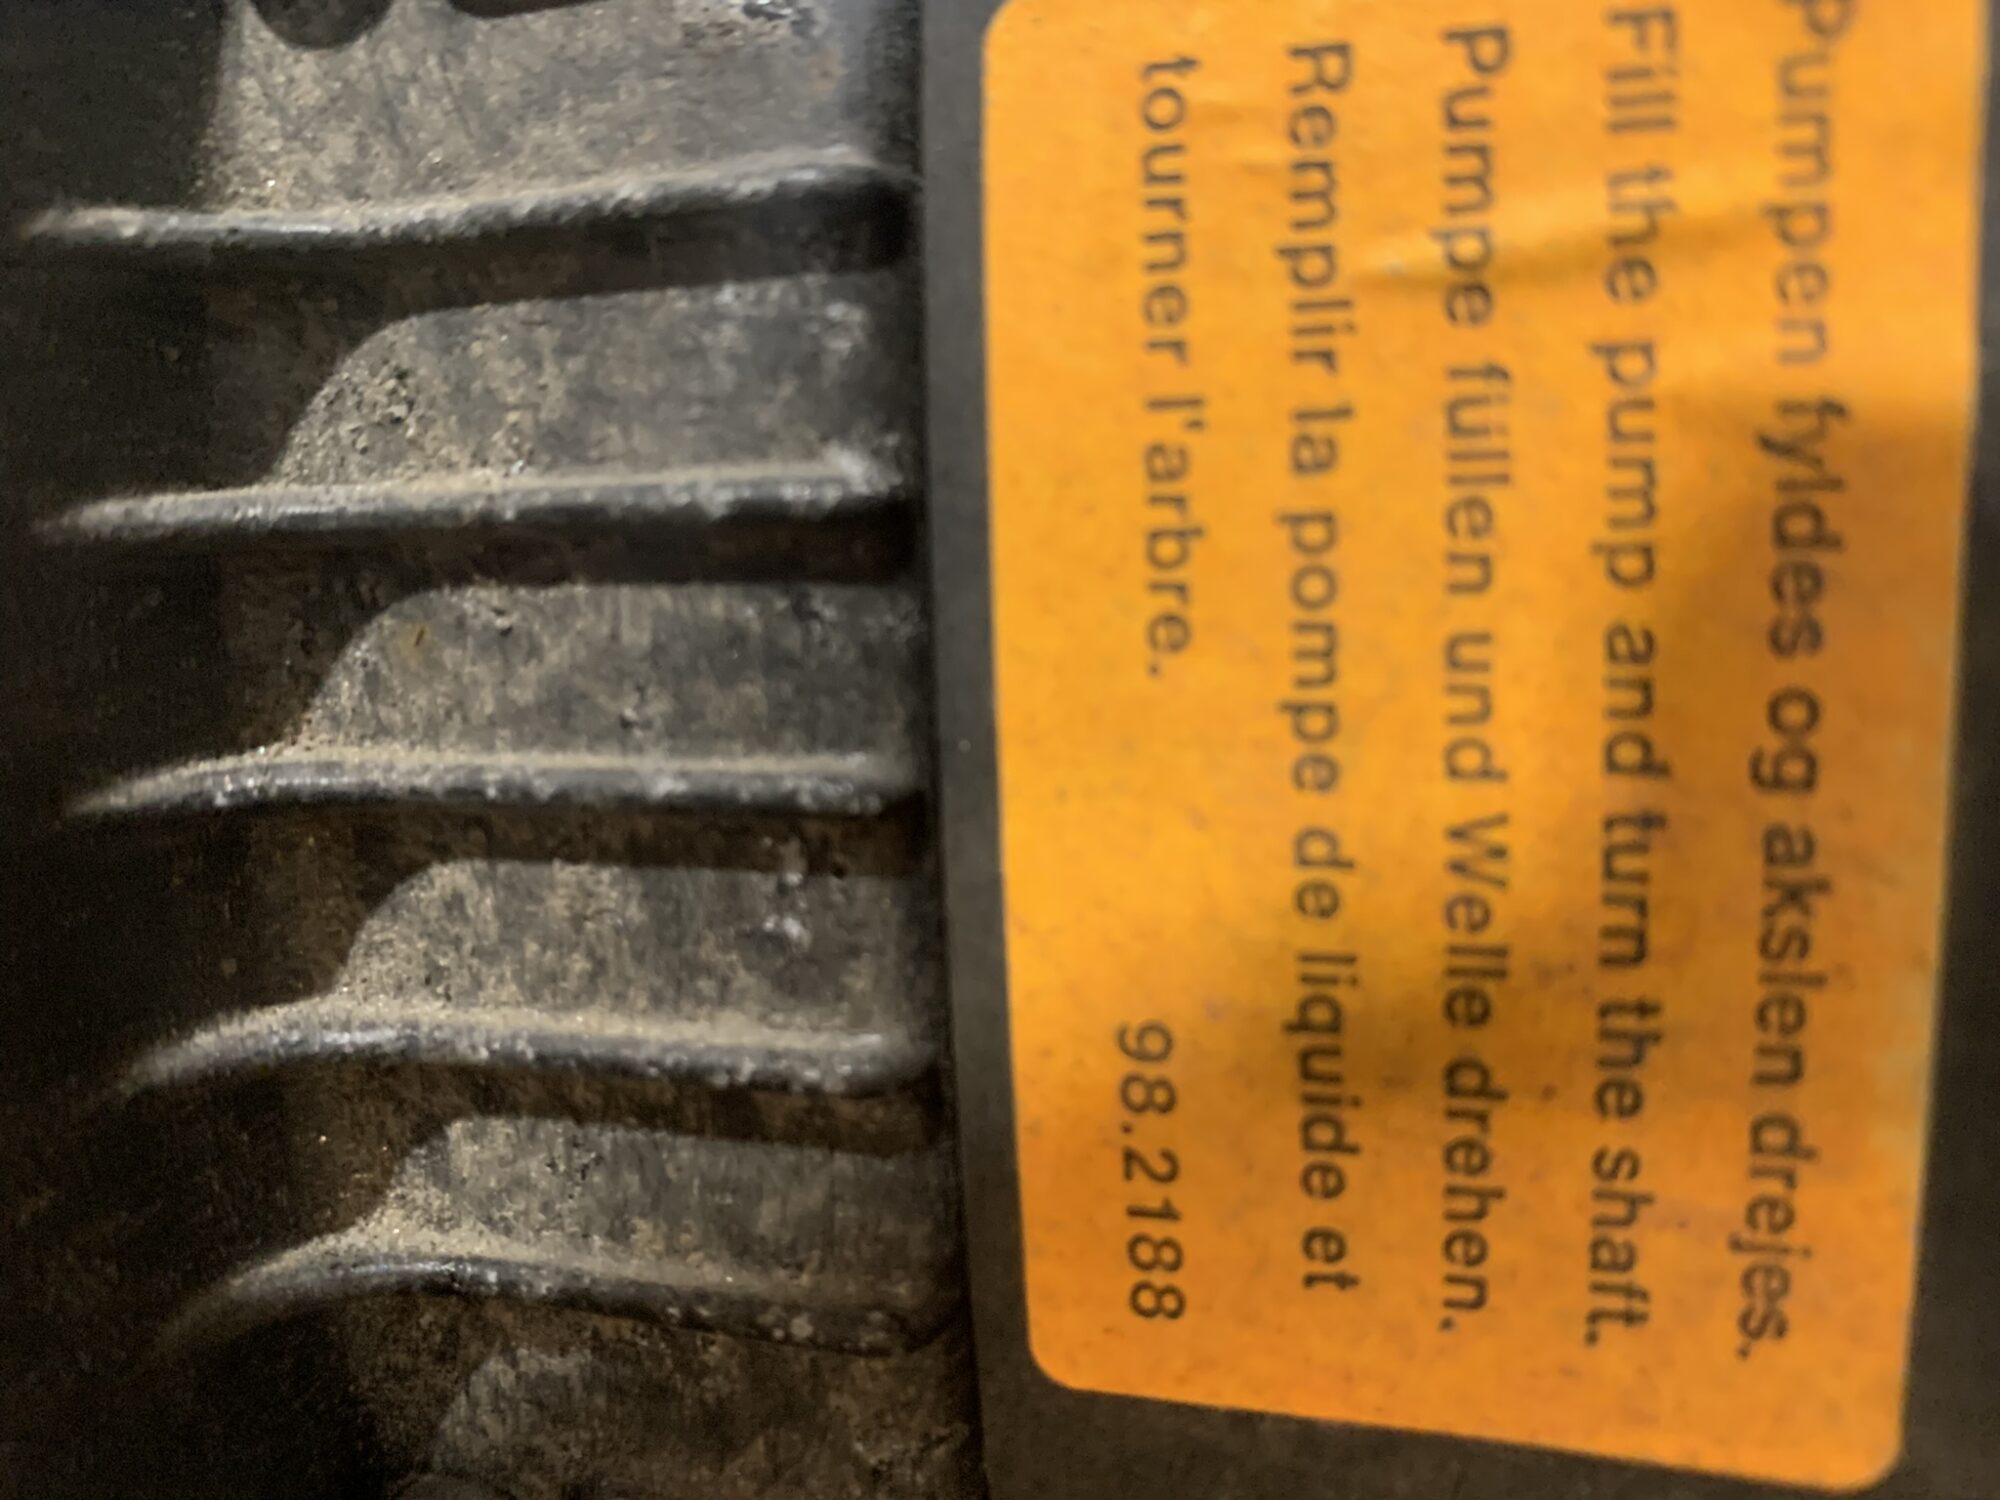 Pumpen fyldes og akslen drejes.
Fill the pump and turn the shaft.
Pumpe füllen und Welle drehen.
Remplir la pompe de liquide et
tourner l'arbre. 98.2188